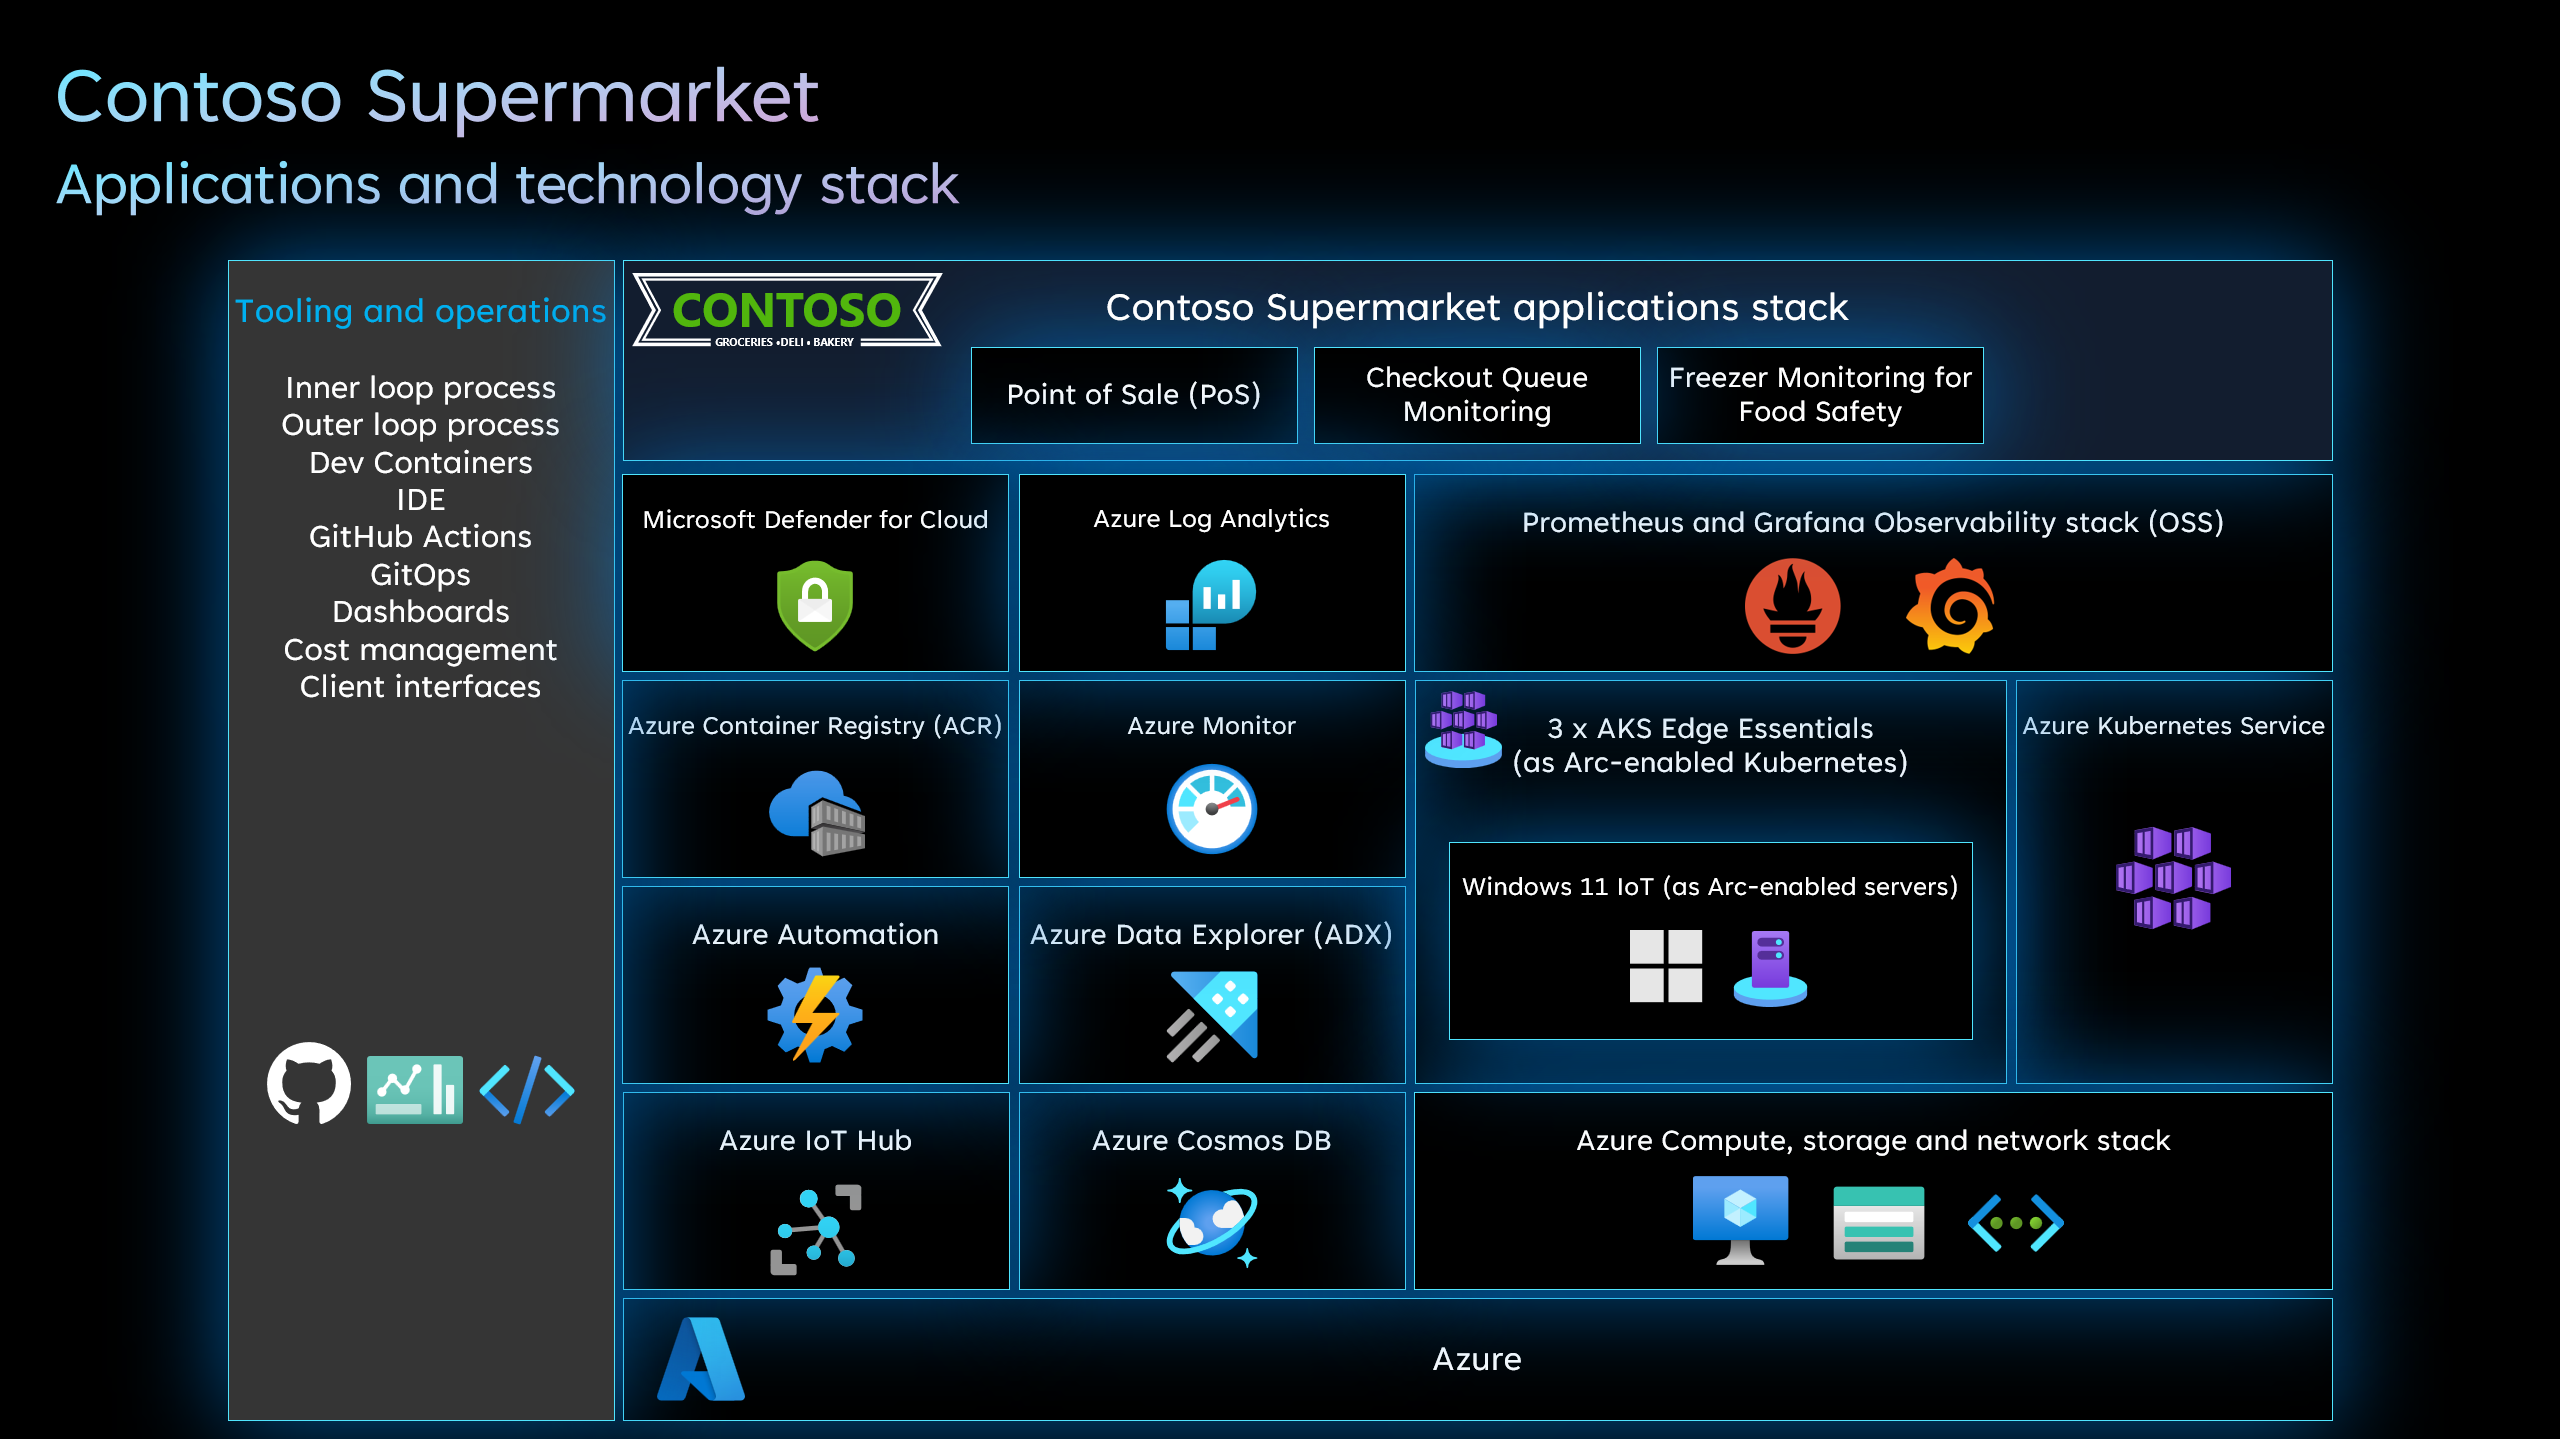 Contoso Supermarket
Applications and technology stack
Tooling and operations
Inner loop process
Outer loop process
Dev Containers
IDE
GitHub Actions
GitOps
Dashboards
Cost management
Client interfaces
CONTOSO
GROCERIES •DELI • BAKERY
Contoso Supermarket applications stack
Point of Sale (PoS)
Checkout Queue
Monitoring
Freezer Monitoring for
Food Safety
Microsoft Defender for Cloud
Azure Log Analytics
Prometheus and Grafana Observability stack (OSS)
Azure Container Registry (ACR)
Azure Monitor
3 x AKS Edge Essentials
(as Arc-enabled Kubernetes)
Azure Kubernetes Service
Windows 11 IoT (as Arc-enabled servers)
Azure Automation
Azure Data Explorer (ADX)
Azure IoT Hub
Azure Cosmos DB
Azure Compute, storage and network stack
Azure